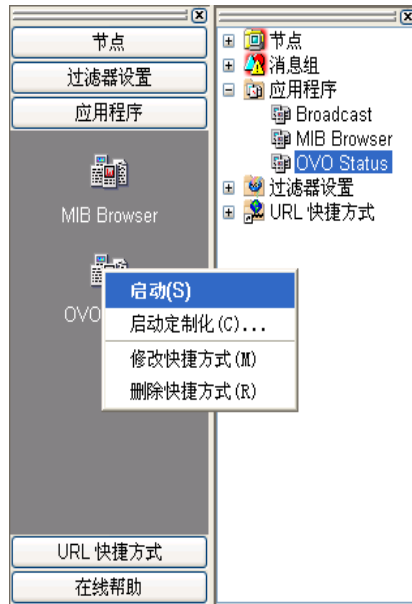 节点
过滤器设置
应用程序
MIB Browser
OVO
启动(S)
启动定制化(C)...
修改快捷方式(M)
删除快捷方式(R)
URL 快捷方式
在线帮助
节点
消息组
应用程序
Broadcast
MIB Browser
OVO Status
过滤器设置
URL 快捷方式